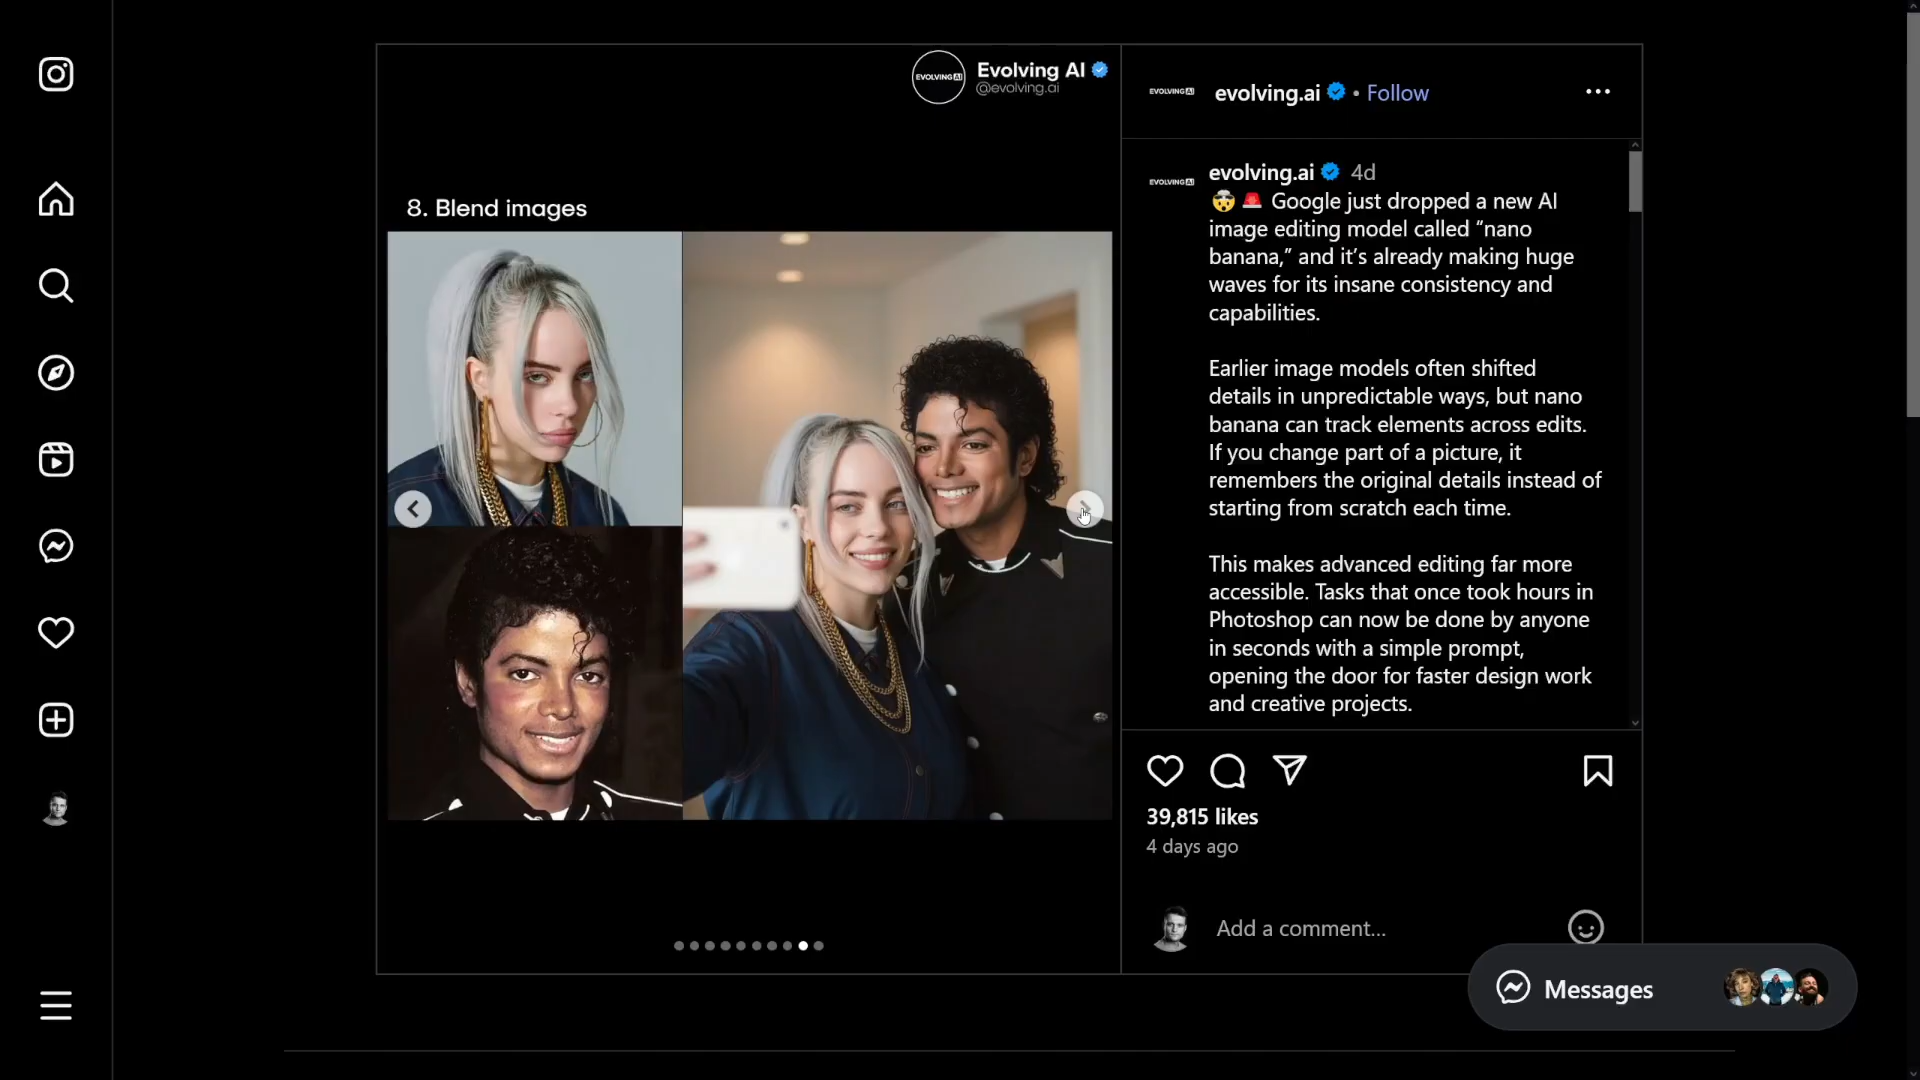 EVOLVING AI
Evolving AI
@evolving.ai
8. Blend images
EVOLVING AI
evolving.ai • Follow
EVOLVING AI
evolving.ai 4d
🤯🚨 Google just dropped a new AI
image editing model called “nano
banana,” and it’s already making huge
waves for its insane consistency and
capabilities.
Earlier image models often shifted
details in unpredictable ways, but nano
banana can track elements across edits.
If you change part of a picture, it
remembers the original details instead of
starting from scratch each time.
This makes advanced editing far more
accessible. Tasks that once took hours in
Photoshop can now be done by anyone
in seconds with a simple prompt,
opening the door for faster design work
and creative projects.
39,815 likes
4 days ago
Add a comment...
Messages